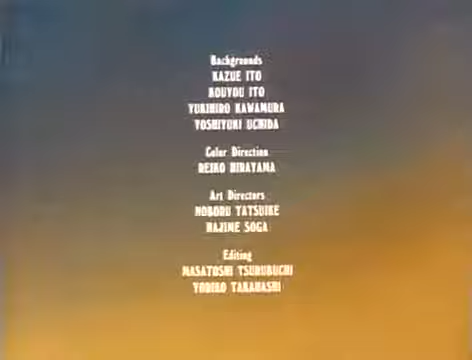 Backgrounds
KAZUE ITO
KOUYOU ITO
YUKIHIRO KAWAMURA
YOSHIYUKI UCHIDA
Color Direction
REIKO HIRAYAMA
Art Directors
NOBORU TATSUIKE
HAJIME SOGA
Editing
MASATOSHI TSURUBUCHI
YORIKO TAKAHASHI